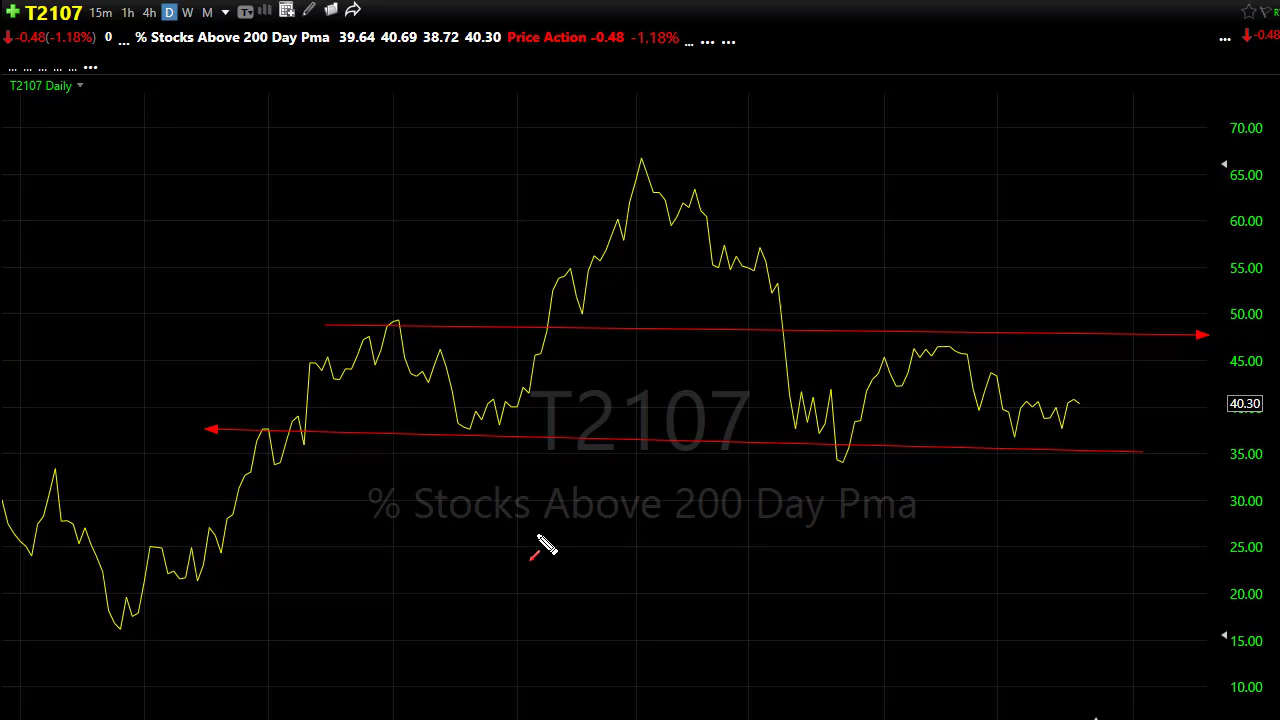 T2107 15m 1h 4h D W M
-0.48(-1.18%) 0 ... % Stocks Above 200 Day Pma 39.64 40.69 38.72 40.30 Price Action -0.48 -1.18% ... ... ... ... -0.48
... ... ... ... ... ...
T2107 Daily
70.00
65.00
60.00
55.00
50.00
45.00
40.30
35.00
30.00
25.00
20.00
15.00
10.00
T2107
% Stocks Above 200 Day Pma